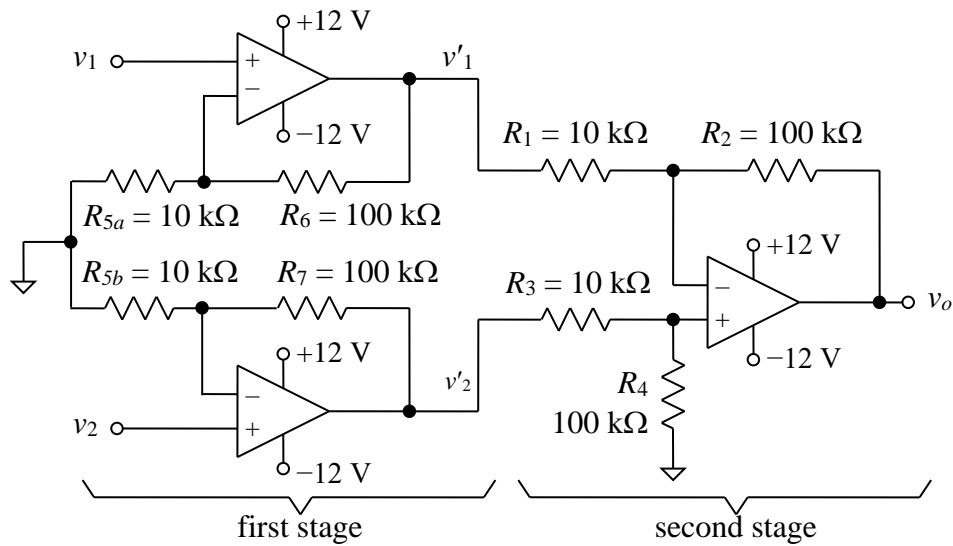 +12 V
v1
+
−
v′1
−12 V
R1 = 10 kΩ
R2 = 100 kΩ
R5a = 10 kΩ
R6 = 100 kΩ
R5b = 10 kΩ
R7 = 100 kΩ
+12 V
R3 = 10 kΩ
−
+
vo
+12 V
−12 V
v′2
R4
100 kΩ
−
v2
+
−12 V
first stage
second stage